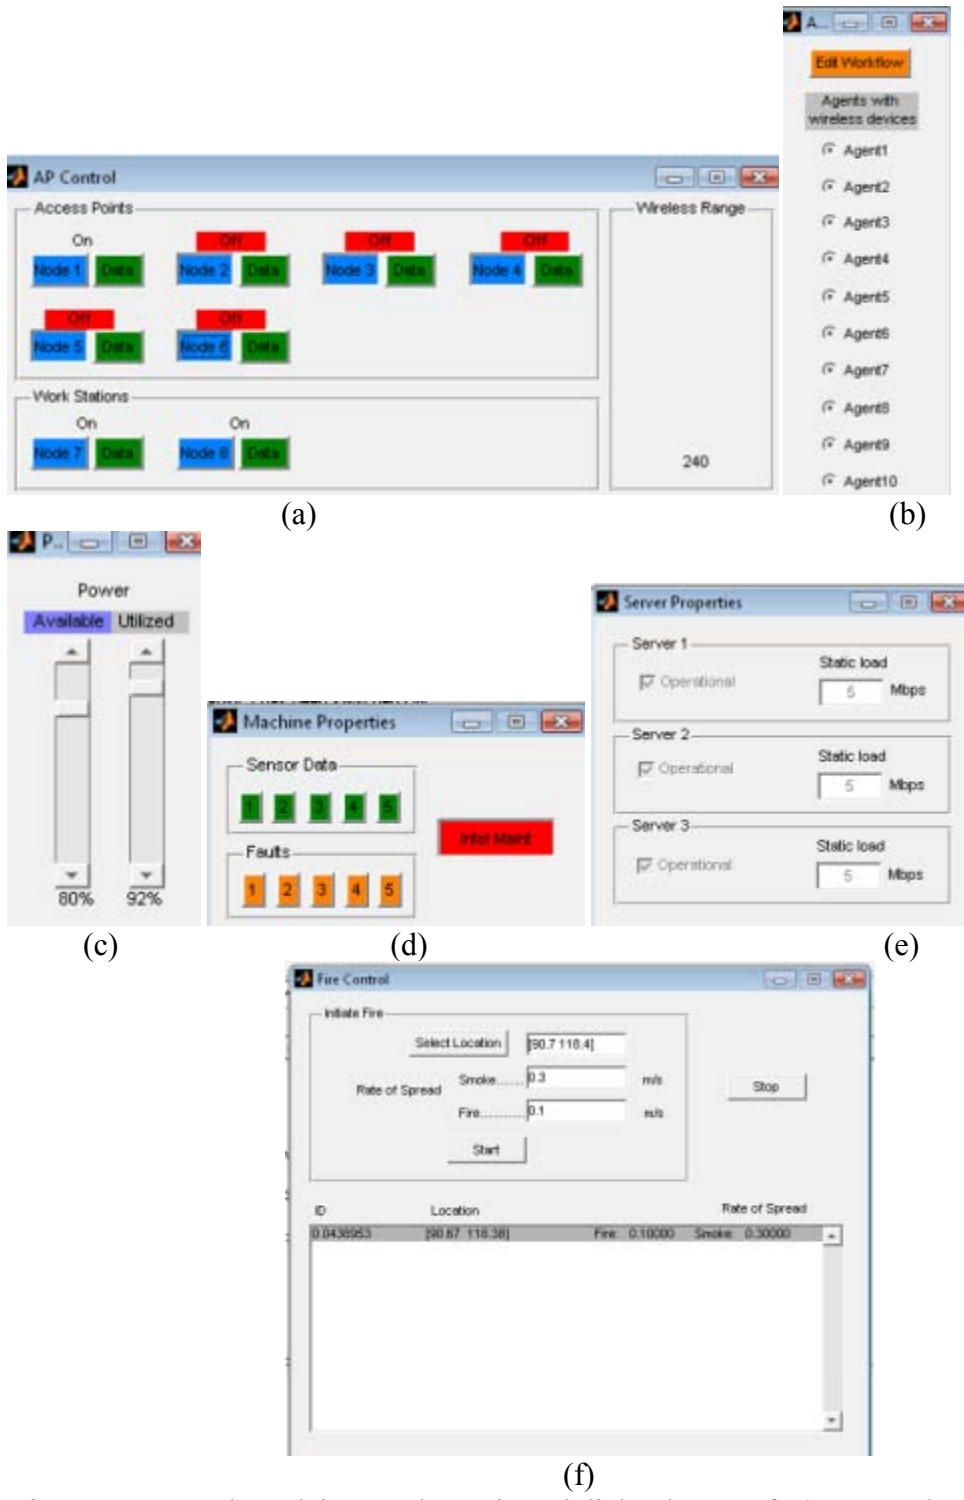 A...
Edit Workflow
Agents with
wireless devices
Agent1
Agent2
Agent3
Agent4
Agent5
Agent6
Agent7
Agent8
Agent9
Agent10
AP Control
Access Points
Wireless Range
On
Off
Off
Off
Node 1 Data
Node 2 Data
Node 3 Data
Node 4 Data
Off
Off
Node 5 Data
Node 6 Data
Work Stations
On
On
Node 7 Data
Node 8 Data
240
(a)
(b)
P...
Power
Available Utilized
80% 92%
Machine Properties
Sensor Data
1 2 3 4 5
Intel Maint
Faults
1 2 3 4 5
Server Properties
Server 1
Static load
Operational
5 Mbps
Server 2
Static load
Operational
5 Mbps
Server 3
Static load
Operational
5 Mbps
(c)
(d)
(e)
Fire Control
Initiate Fire
Select Location [90.7 118.4]
Rate of Spread
Smoke....... 0.3 m/s
Fire............ 0.1 m/s
Start
Stop
ID Location Rate of Spread
0.0438953 [90.67 118.38] Fire: 0.10000 Smoke: 0.30000
(f)